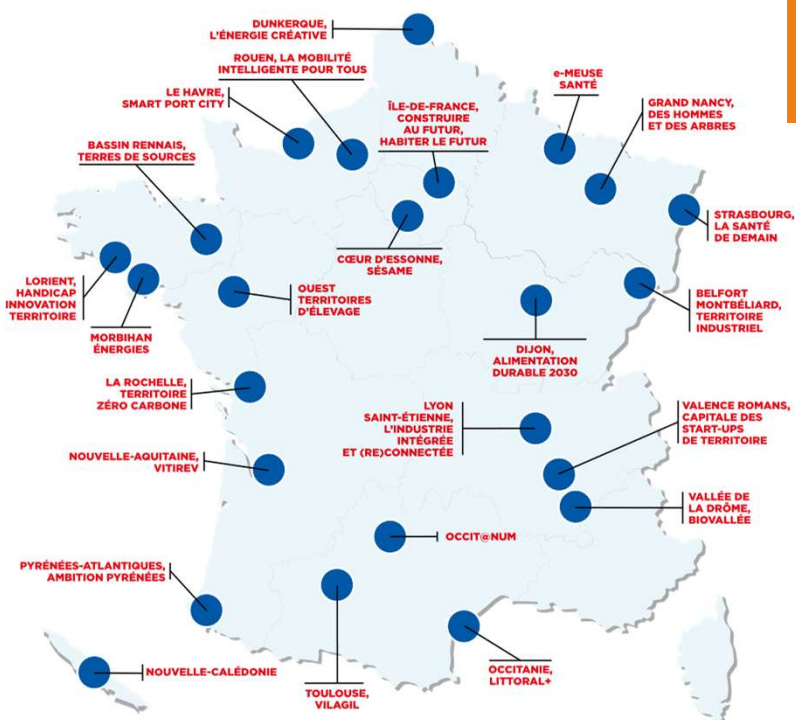 DUNKERQUE,
L'ÉNERGIE CRÉATIVE
ROUEN, LA MOBILITÉ
INTELLIGENTE POUR TOUS
LE HAVRE,
SMART PORT CITY
ÎLE-DE-FRANCE,
CONSTRUIRE
AU FUTUR,
HABITER LE FUTUR
e-MEUSE
SANTÉ
GRAND NANCY,
DES HOMMES
ET DES ARBRES
BASSIN RENNAIS,
TERRES DE SOURCES
STRASBOURG,
LA SANTÉ
DE DEMAIN
CŒUR D'ESSONNE,
SÉSAME
LORIENT,
HANDICAP
INNOVATION
TERRITOIRE
MORBIHAN
ÉNERGIES
OUEST
TERRITOIRES
D'ÉLEVAGE
BELFORT
MONTBÉLIARD,
TERRITOIRE
INDUSTRIEL
DIJON,
ALIMENTATION
DURABLE 2030
LA ROCHELLE,
TERRITOIRE
ZÉRO CARBONE
LYON
SAINT-ÉTIENNE,
L'INDUSTRIE
INTÉGRÉE
ET (RE)CONNECTÉE
VALENCE ROMANS,
CAPITALE DES
START-UPS
DE TERRITOIRE
NOUVELLE-AQUITAINE,
VITIREV
VALLÉE DE
LA DRÔME,
BIOVALLÉE
OCCIT@NUM
PYRÉNÉES-ATLANTIQUES,
AMBITION PYRÉNÉES
NOUVELLE-CALÉDONIE
TOULOUSE,
VILAGIL
OCCITANIE,
LITTORAL+